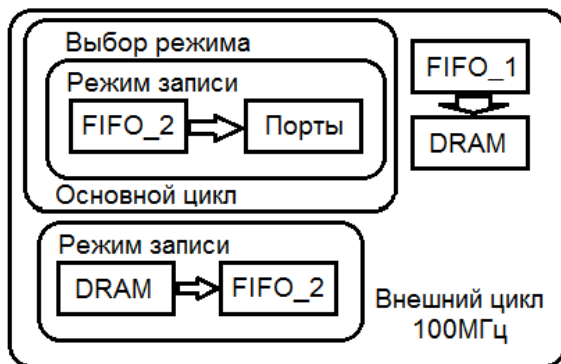 Выбор режима
Режим записи
FIFO_2
Порты
Основной цикл
FIFO_1
DRAM
Режим записи
DRAM
FIFO_2
Внешний цикл
100МГц